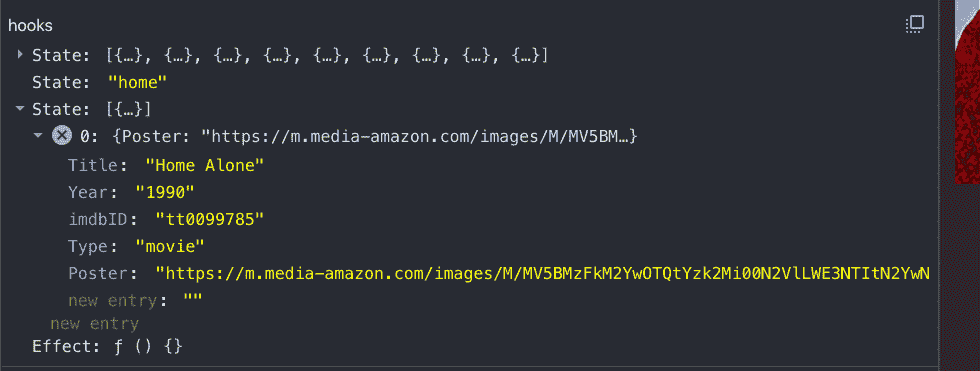 hooks
State: [{…}, {…}, {…}, {…}, {…}, {…}, {…}, {…}, {…}]
State: "home"
State: [{…}]
0: {Poster: "https://m.media-amazon.com/images/M/MV5BM…}
Title: "Home Alone"
Year: "1990"
imdbID: "tt0099785"
Type: "movie"
Poster: "https://m.media-amazon.com/images/M/MV5BMzFkM2YwOTQtYzk2Mi00N2VlLWE3NTItN2YwN
new entry: ""
new entry
Effect: ƒ () {}